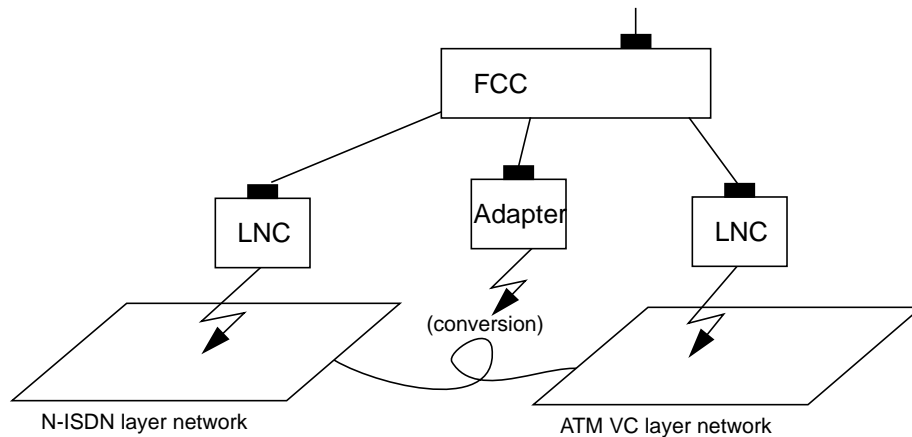 FCC
LNC
Adapter
LNC
(conversion)
N-ISDN layer network
ATM VC layer network